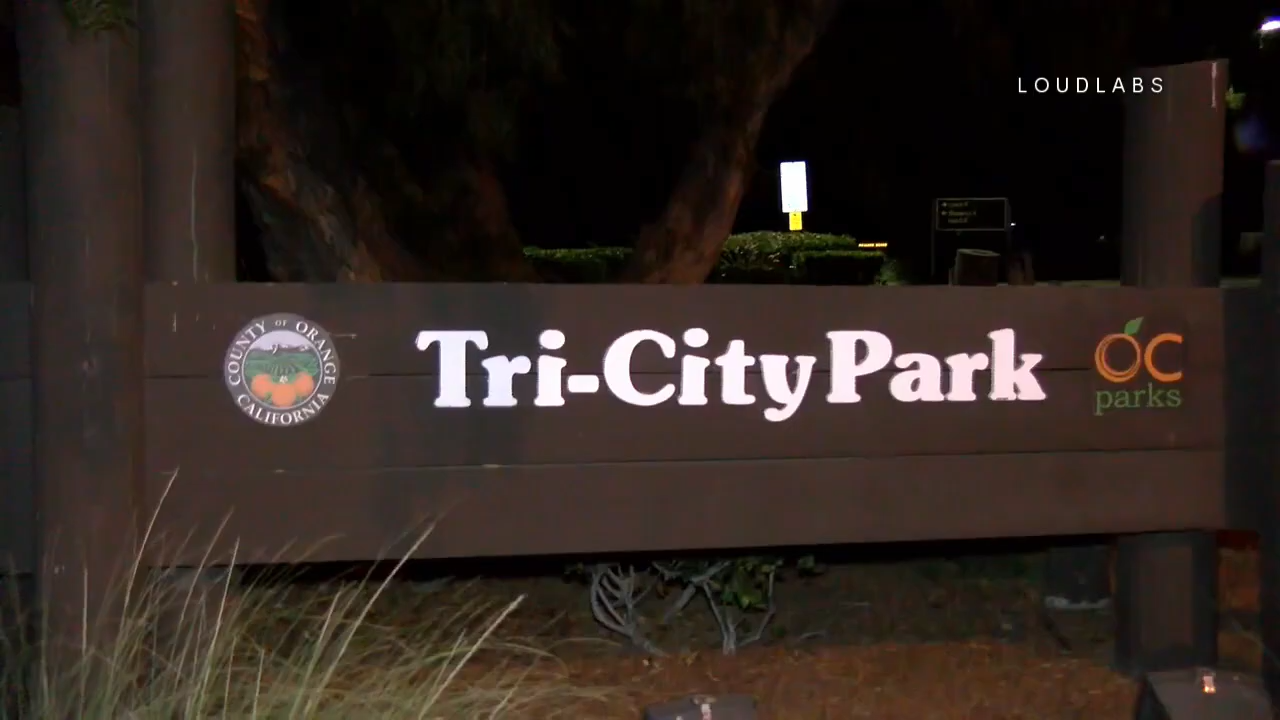 LOUDLABS
COUNTY OF ORANGE
CALIFORNIA
Tri-City Park
OC
parks